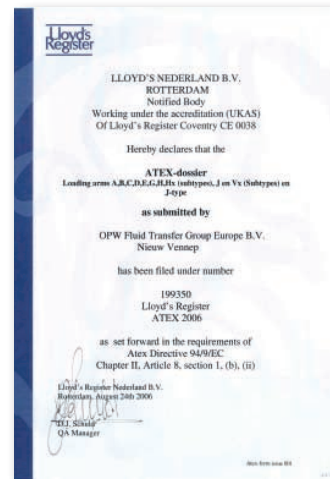 Lloyd's
Register
LLOYD'S NEDERLAND B.V.
ROTTERDAM
Notified Body
Working under the accreditation (UKAS)
Of Lloyd's Register Coventry CE 0038
Hereby declares that the
ATEX-dossier
Loading arms A,B,C,D,E,G,H,Hx (subtypes), J en Vx (Subtypes) en
J-type
as submitted by
OPW Fluid Transfer Group Europe B.V.
Nieuw Vennep
has been filed under number
199350
Lloyd's Register
ATEX 2006
as set forward in the requirements of
Atex Directive 94/9/EC
Chapter II, Article 8, section 1, (b), (ii)
Lloyd's Register Nederland B.V.
Rotterdam, August 24th 2006
D.J.
QA Manager